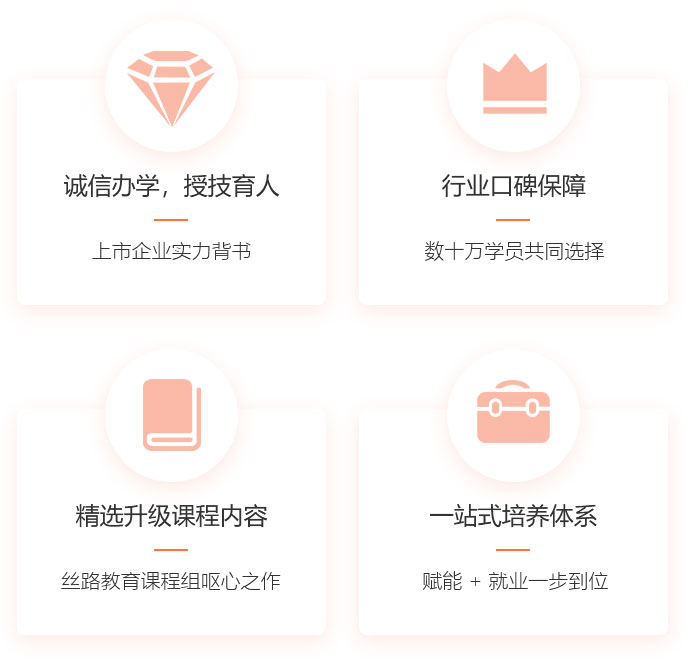 诚信办学，授技育人
上市企业实力背书
行业口碑保障
数十万学员共同选择
精选升级课程内容
丝路教育课程组呕心之作
一站式培养体系
赋能 + 就业一步到位